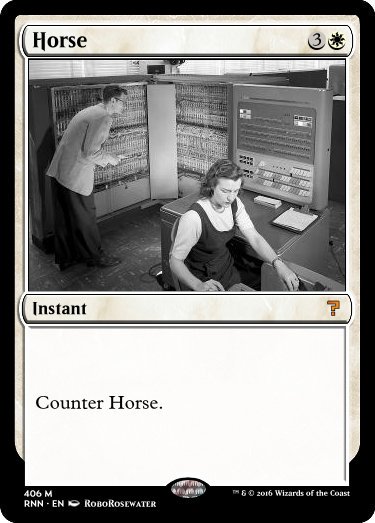 Horse 3
Instant
Counter Horse.
406 M
RNN • EN RoboRosewater
™ & © 2016 Wizards of the Coast